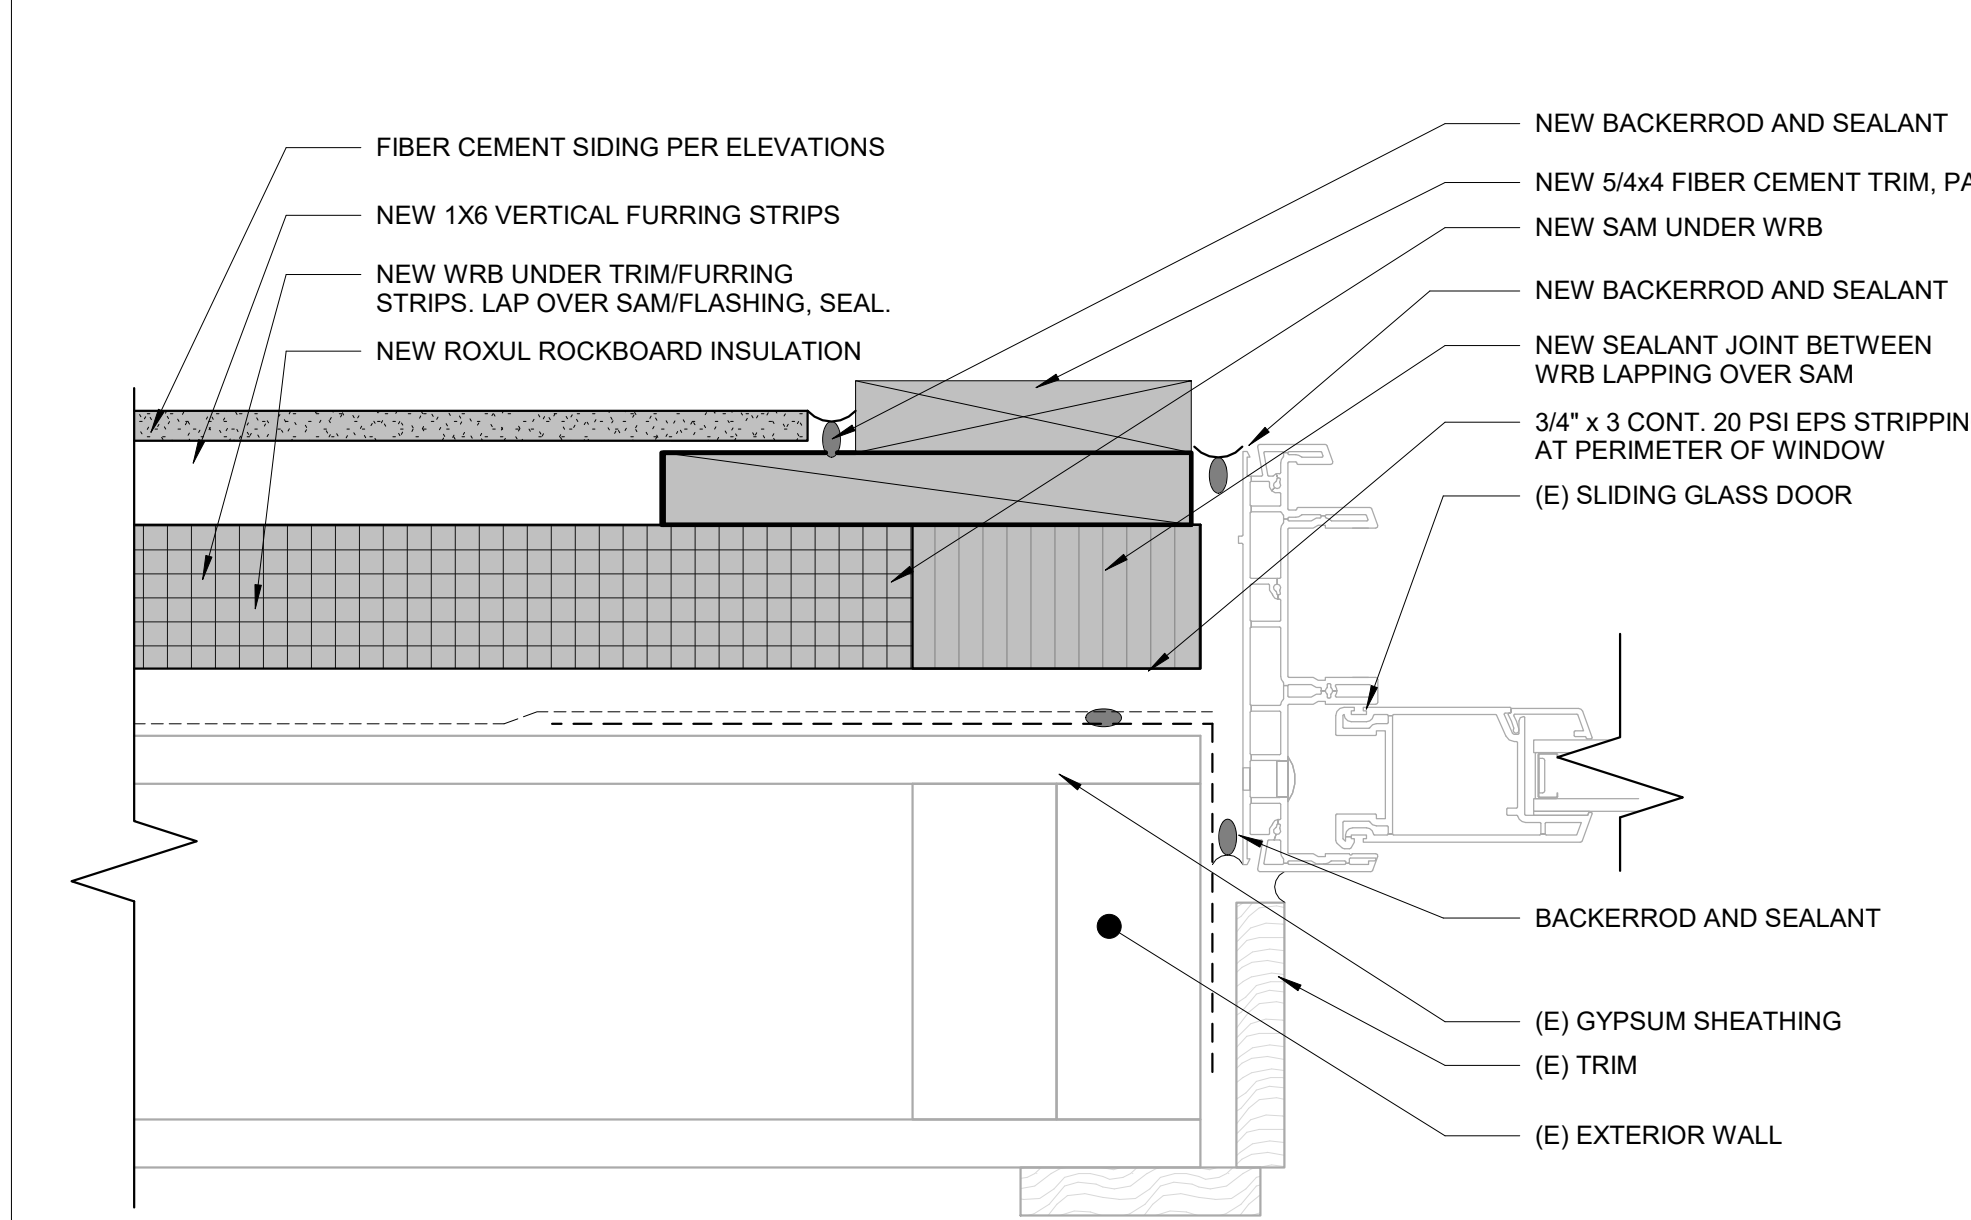 FIBER CEMENT SIDING PER ELEVATIONS
NEW 1X6 VERTICAL FURRING STRIPS
NEW WRB UNDER TRIM/FURRING
STRIPS. LAP OVER SAM/FLASHING, SEAL.
NEW ROXUL ROCKBOARD INSULATION
NEW BACKERROD AND SEALANT
NEW 5/4x4 FIBER CEMENT TRIM, PA
NEW SAM UNDER WRB
NEW BACKERROD AND SEALANT
NEW SEALANT JOINT BETWEEN
WRB LAPPING OVER SAM
3/4" x 3 CONT. 20 PSI EPS STRIPPIN
AT PERIMETER OF WINDOW
(E) SLIDING GLASS DOOR
BACKERROD AND SEALANT
(E) GYPSUM SHEATHING
(E) TRIM
(E) EXTERIOR WALL